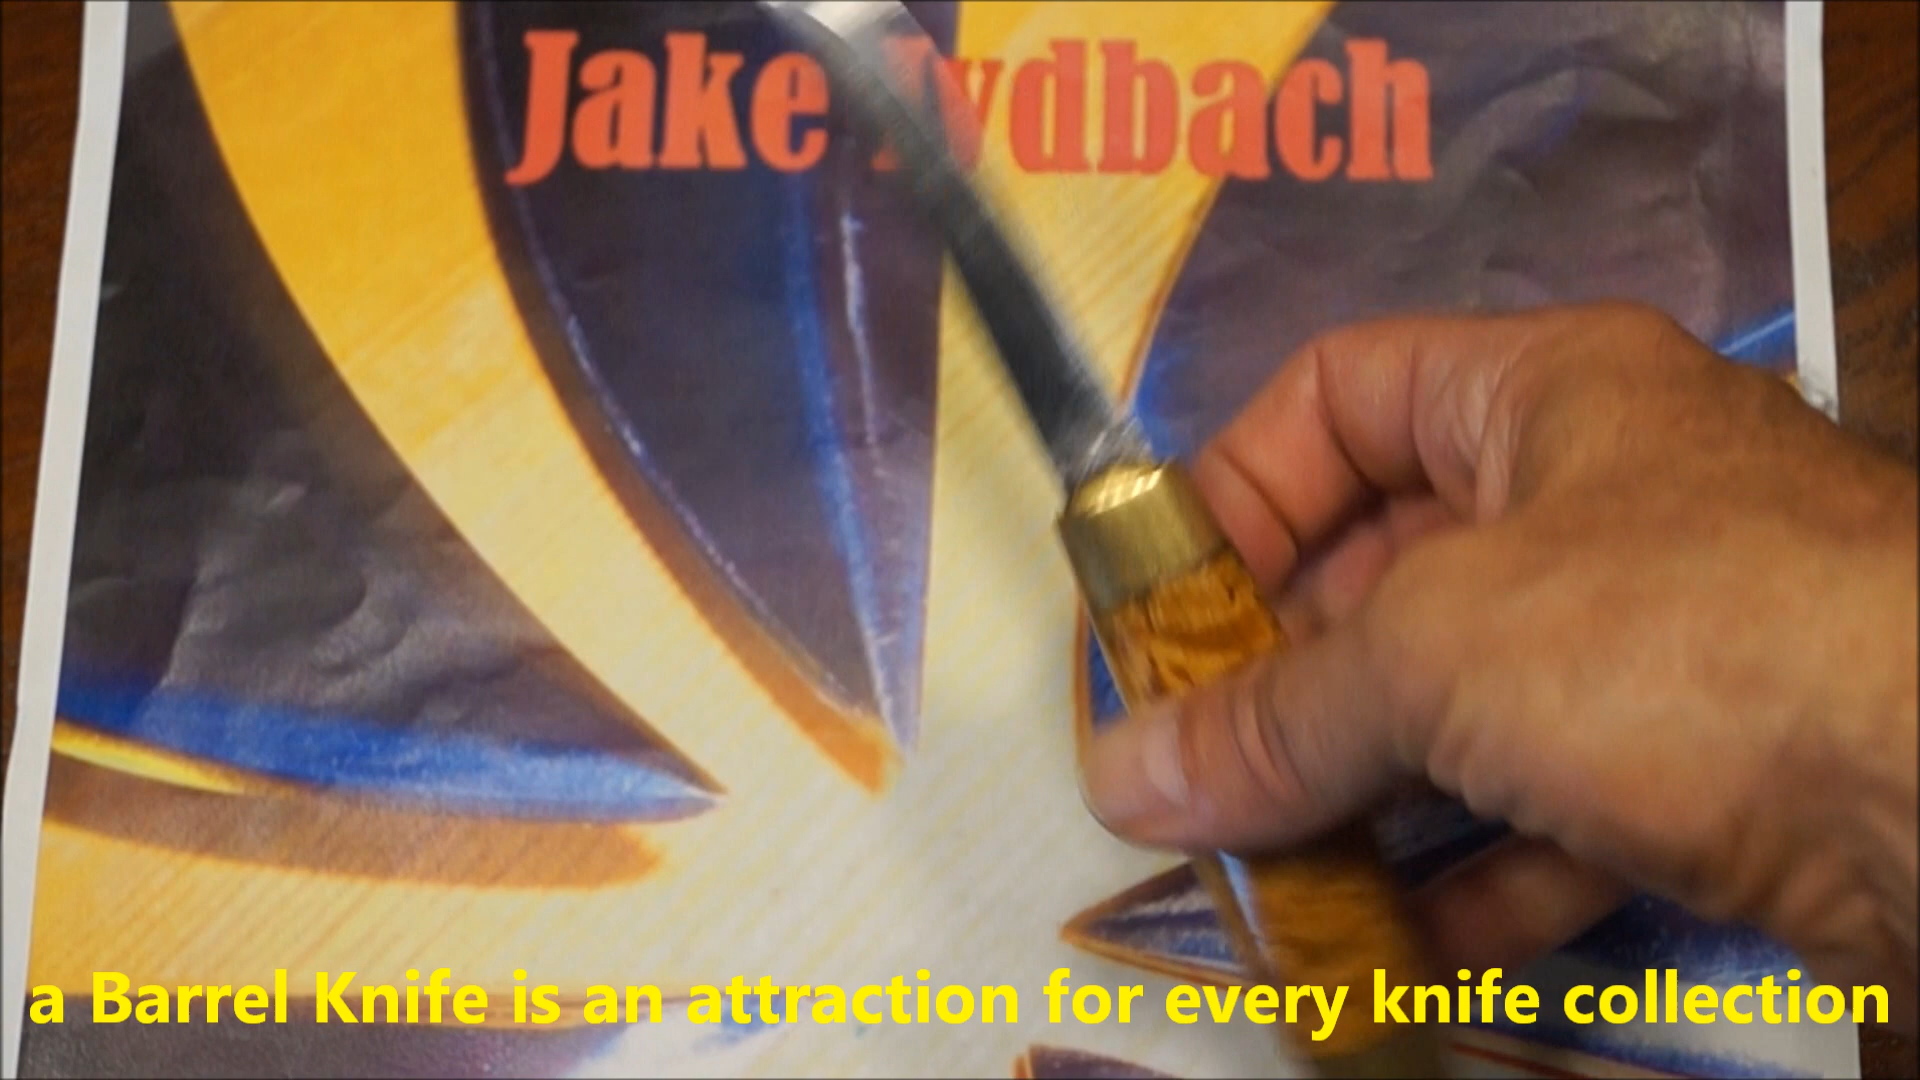 Jake
a Barrel Knife is an attraction for every knife collection